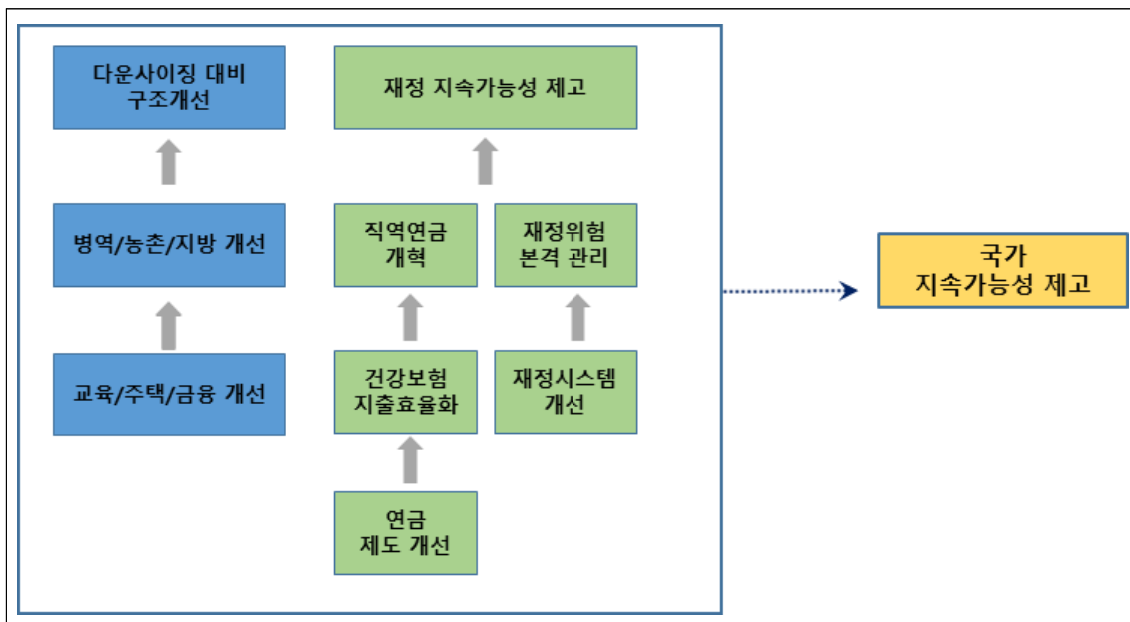 다운사이징 대비
구조개선
재정 지속가능성 제고
병역/농촌/지방 개선
직역연금
개혁
재정위험
본격 관리
국가
지속가능성 제고
교육/주택/금융 개선
건강보험
지출효율화
재정시스템
개선
연금
제도 개선